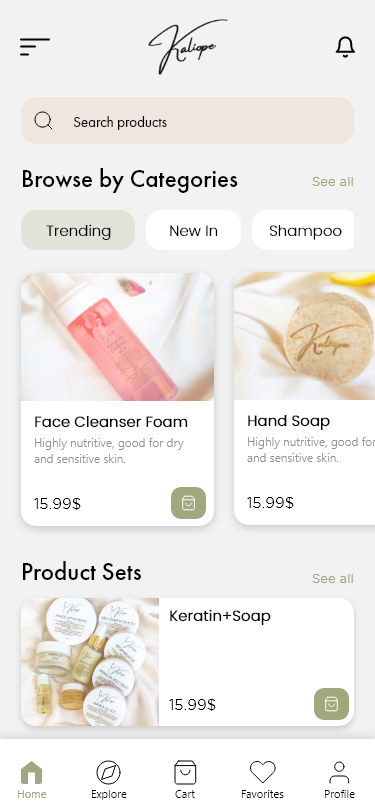 Kaliope
Search products
Browse by Categories
See all
Trending
New In
Shampoo
Face Cleanser Foam
Highly nutritive, good for dry
and sensitive skin.
15.99$
Kaliope
Hand Soap
Highly nutritive, good for
and sensitive skin.
15.99$
Product Sets
See all
Keratin+Soap
15.99$
Home
Explore
Cart
Favorites
Profile